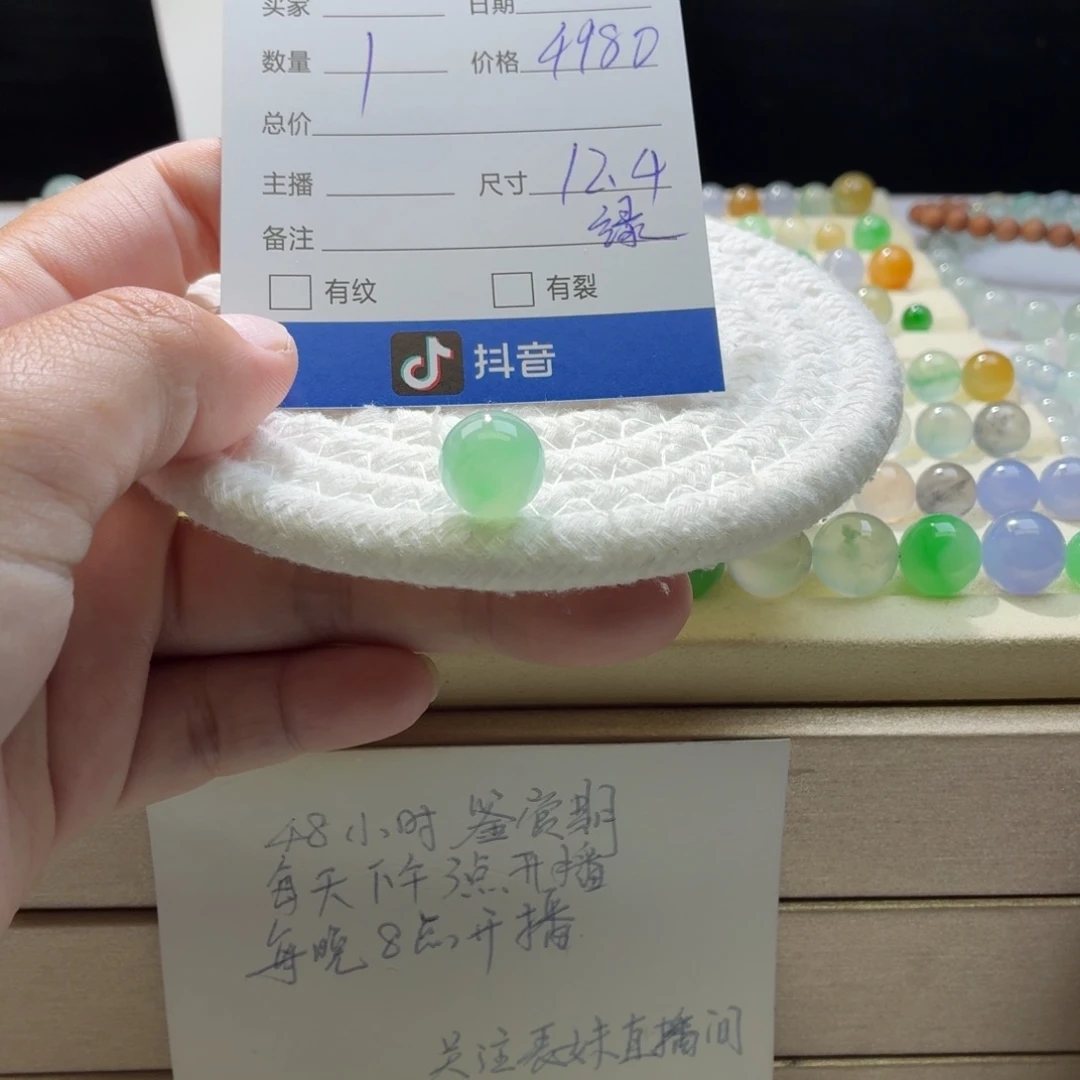 买家 日期
数量 1 价格 4980
总价
主播 尺寸 12.4
备注 绿
有纹 有裂
抖音
48小时鉴赏期
每天下午3点开播
每晚8点开播
关注表妹直播间